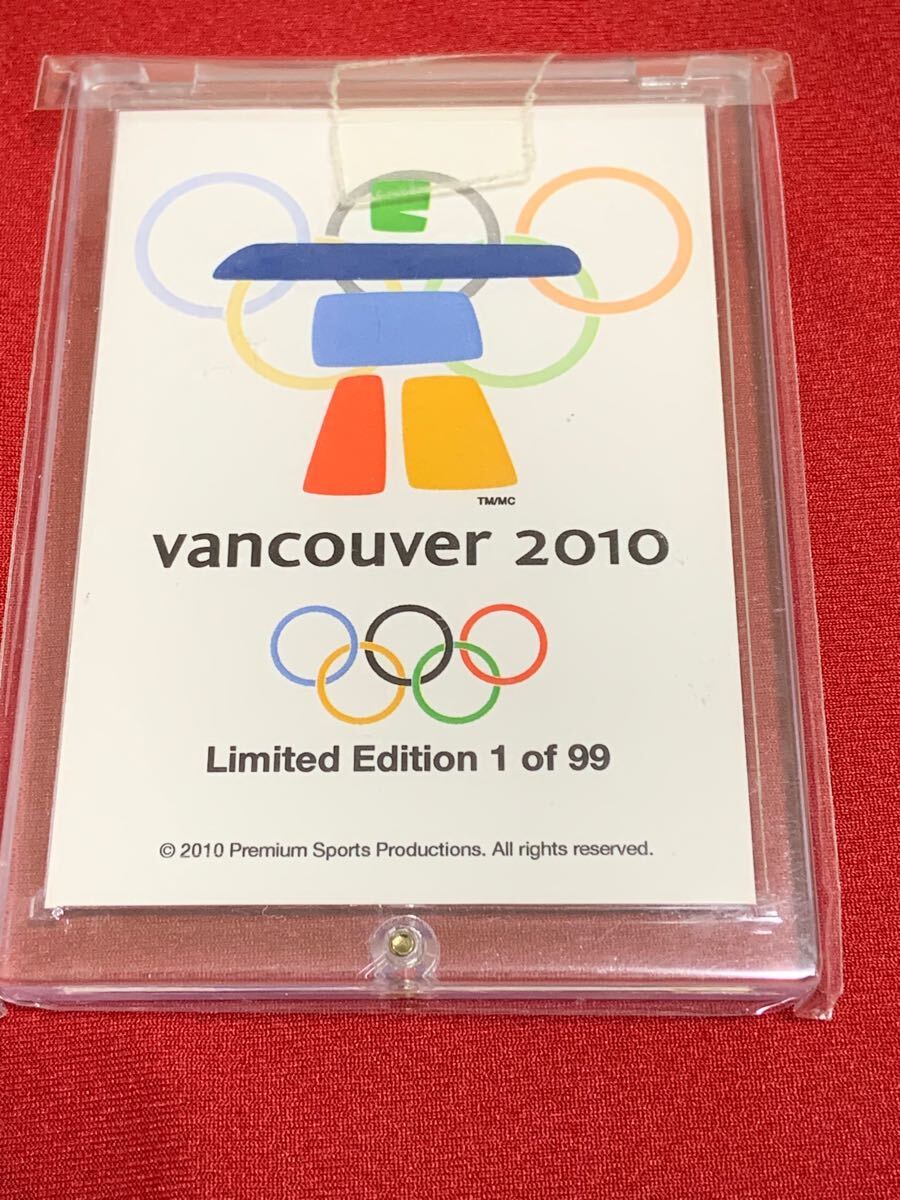 TM/MC
vancouver 2010
Limited Edition 1 of 99
© 2010 Premium Sports Productions. All rights reserved.